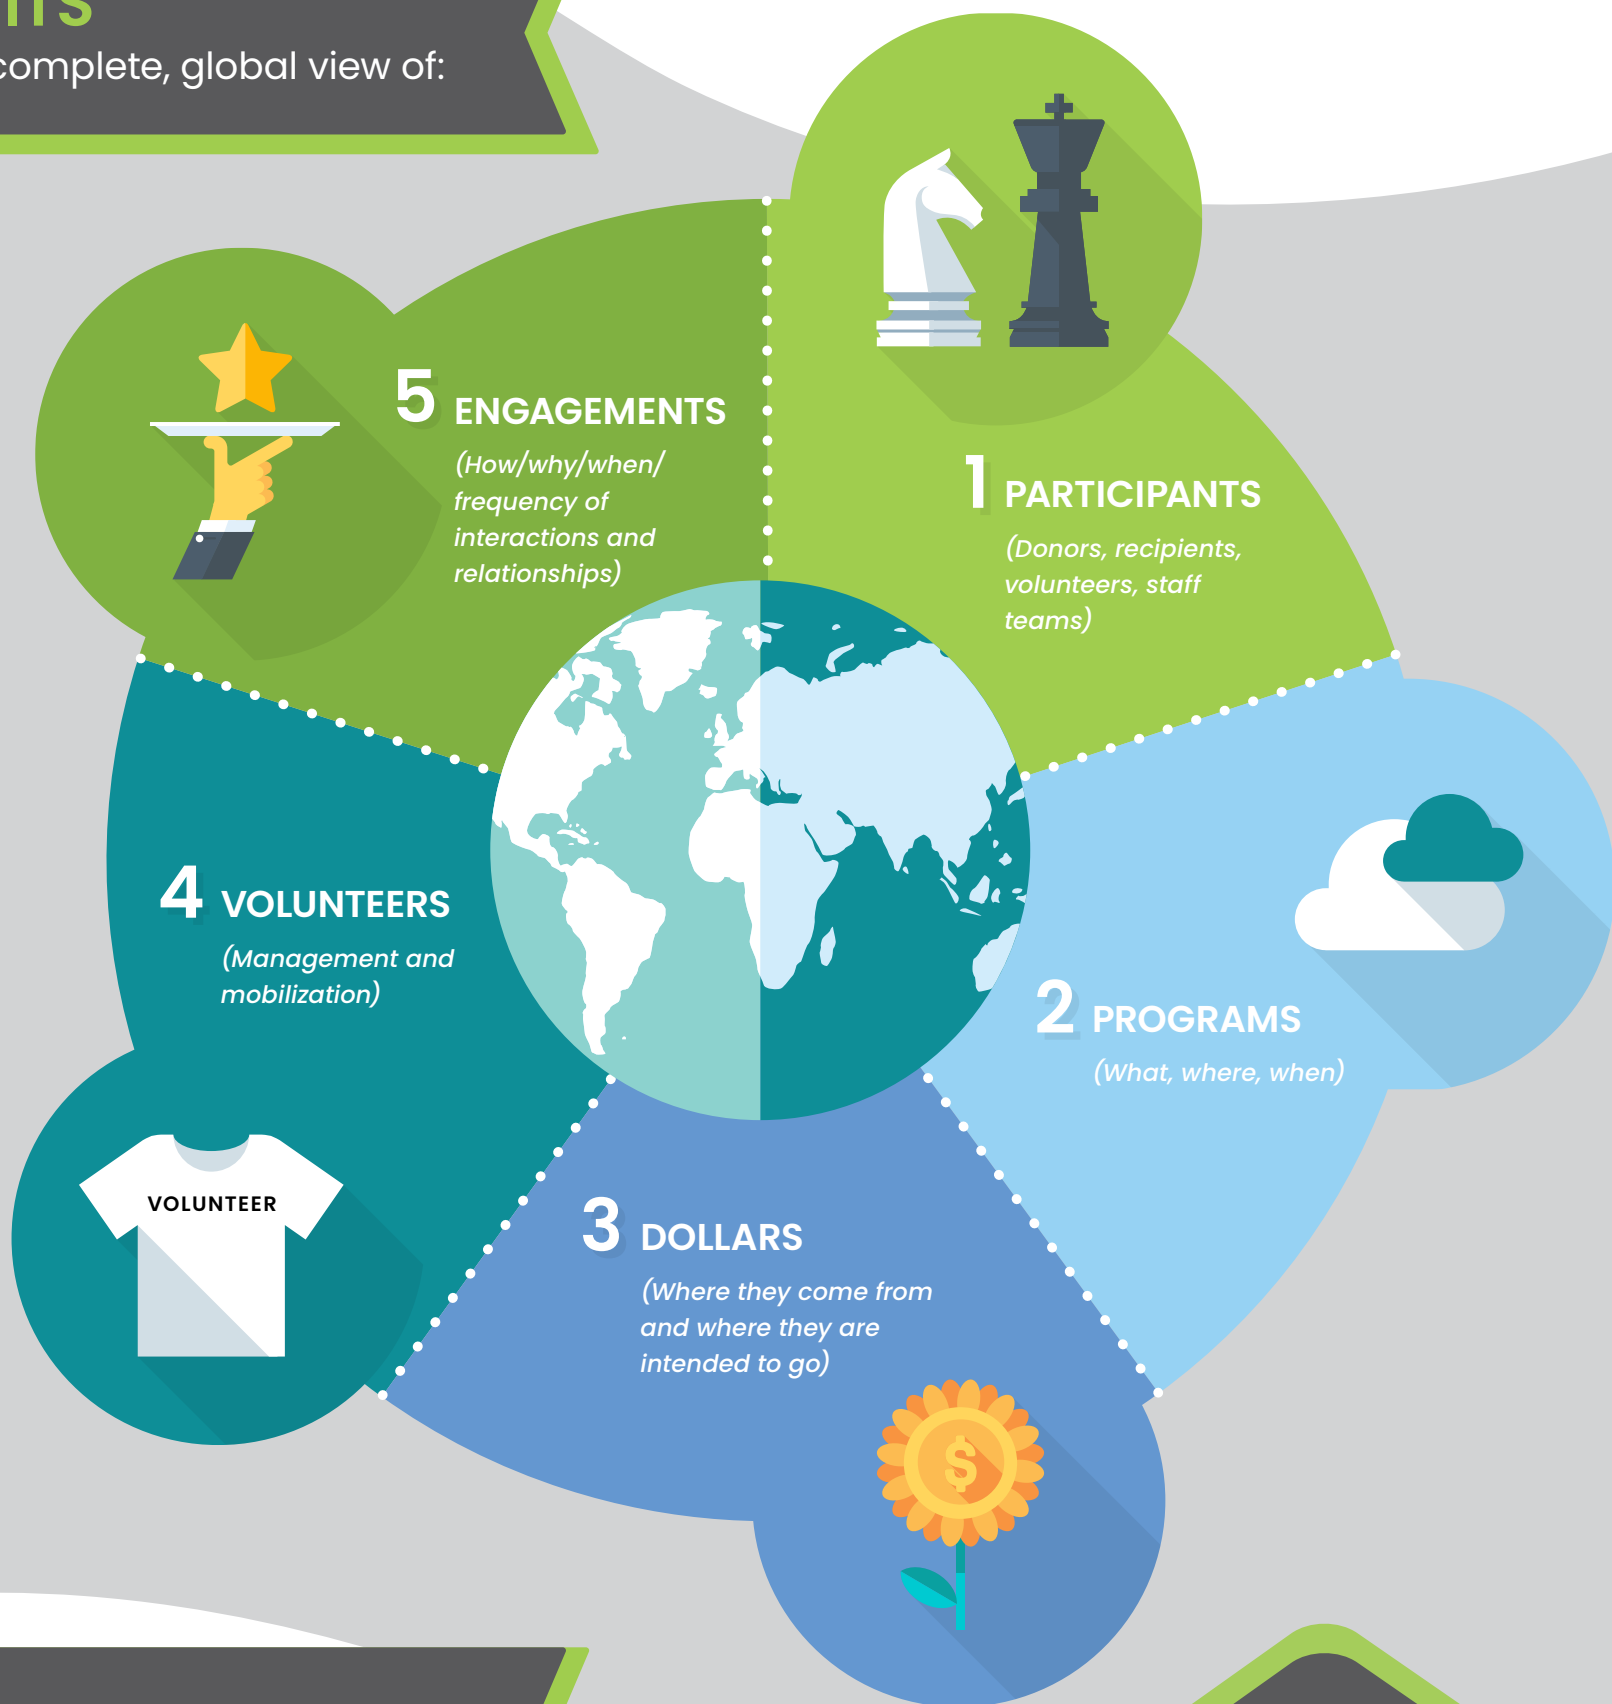 complete, global view of:
1 PARTICIPANTS
(Donors, recipients,
volunteers, staff
teams)
2 PROGRAMS
(What, where, when)
3 DOLLARS
(Where they come from
and where they are
intended to go)
$
4 VOLUNTEERS
(Management and
mobilization)
VOLUNTEER
5 ENGAGEMENTS
(How/why/when/
frequency of
interactions and
relationships)